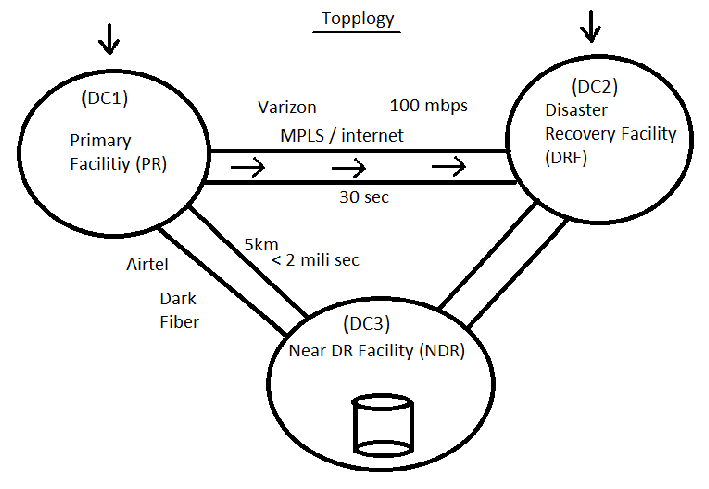 Topplogy
(DC1)
Primary
Faciliitiy (PR)
Varizon
100 mbps
MPLS / internet
30 sec
(DC2)
Disaster
Recovery Facility
(DRF)
5km
< 2 mili sec
Airtel
Dark
Fiber
(DC3)
Near DR Facility (NDR)